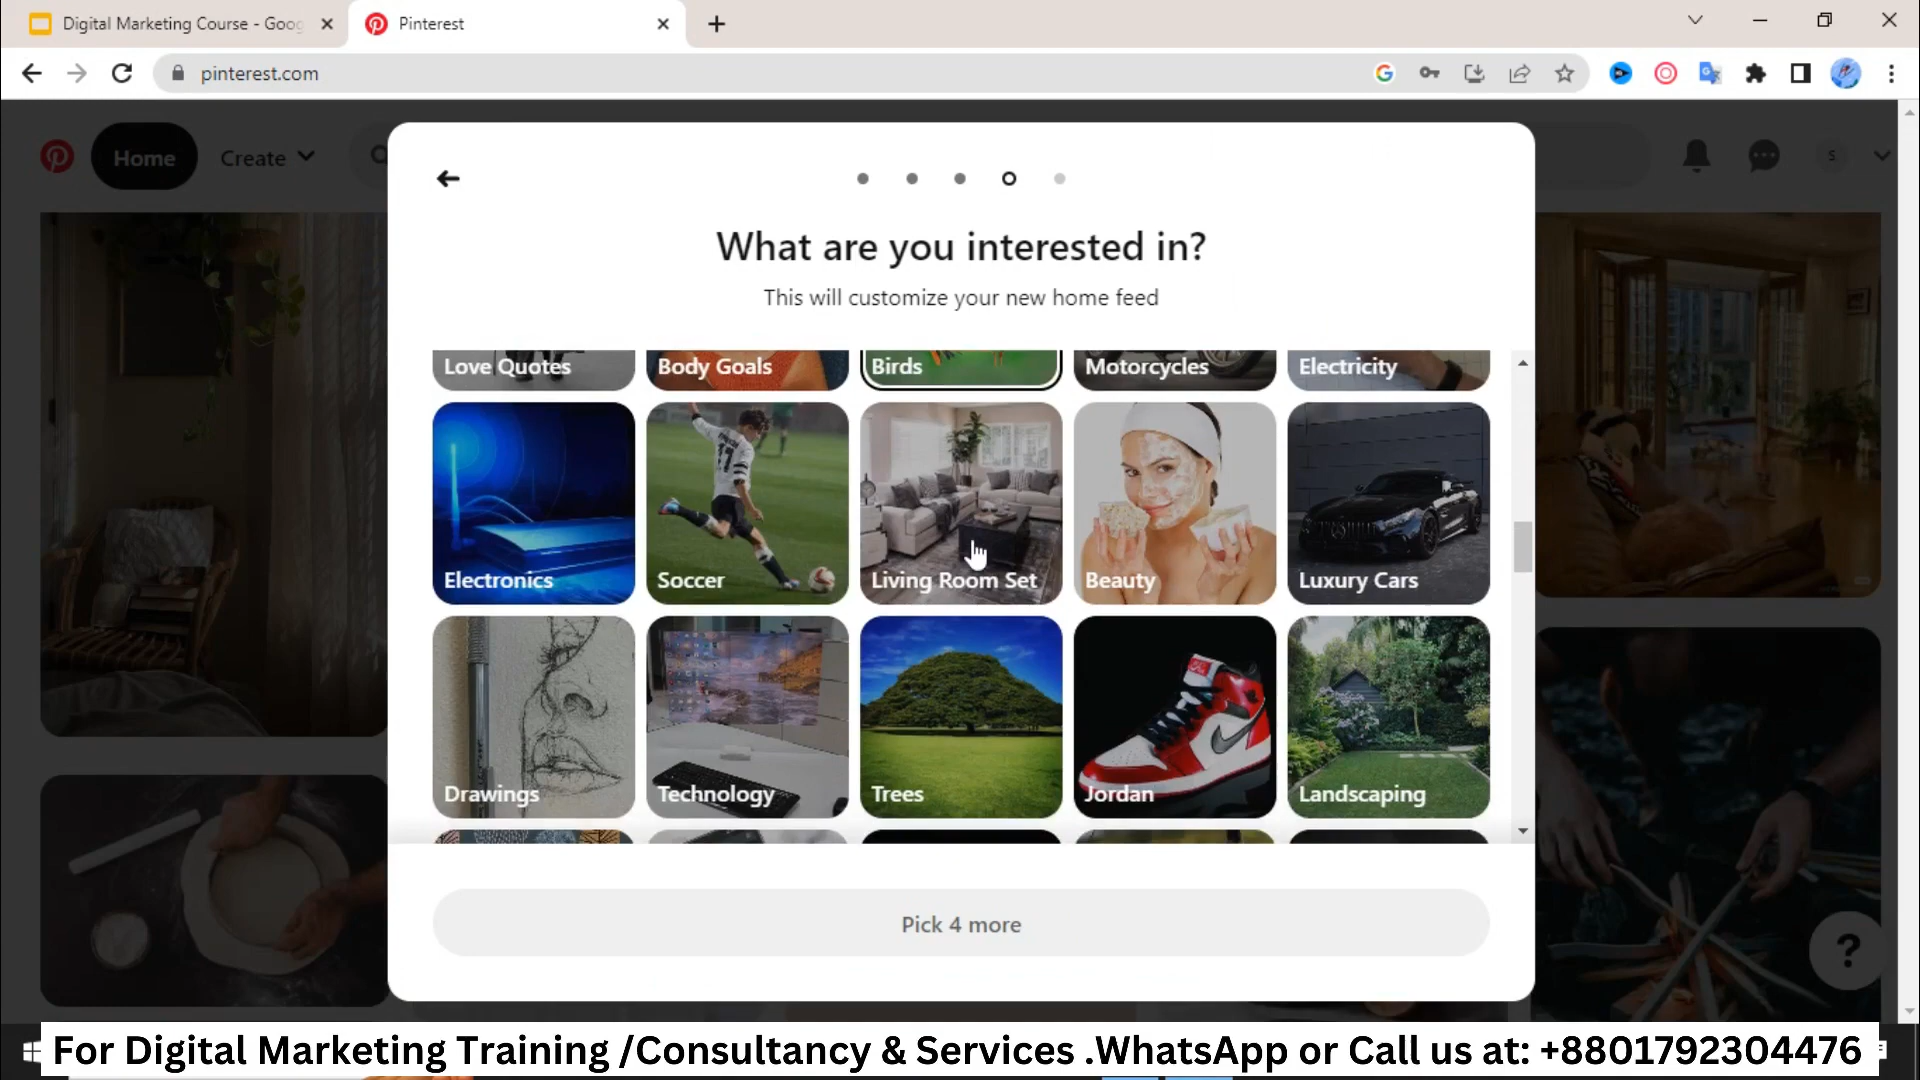 Digital Marketing Course - Goog
Pinterest
pinterest.com
Home
Create
S
What are you interested in?
This will customize your new home feed
Love Quotes
Body Goals
Birds
Motorcycles
Electricity
Electronics
Soccer
Living Room Set
Beauty
Luxury Cars
Drawings
Technology
Trees
Jordan
Landscaping
Pick 4 more
?
For Digital Marketing Training /Consultancy & Services .WhatsApp or Call us at: +8801792304476